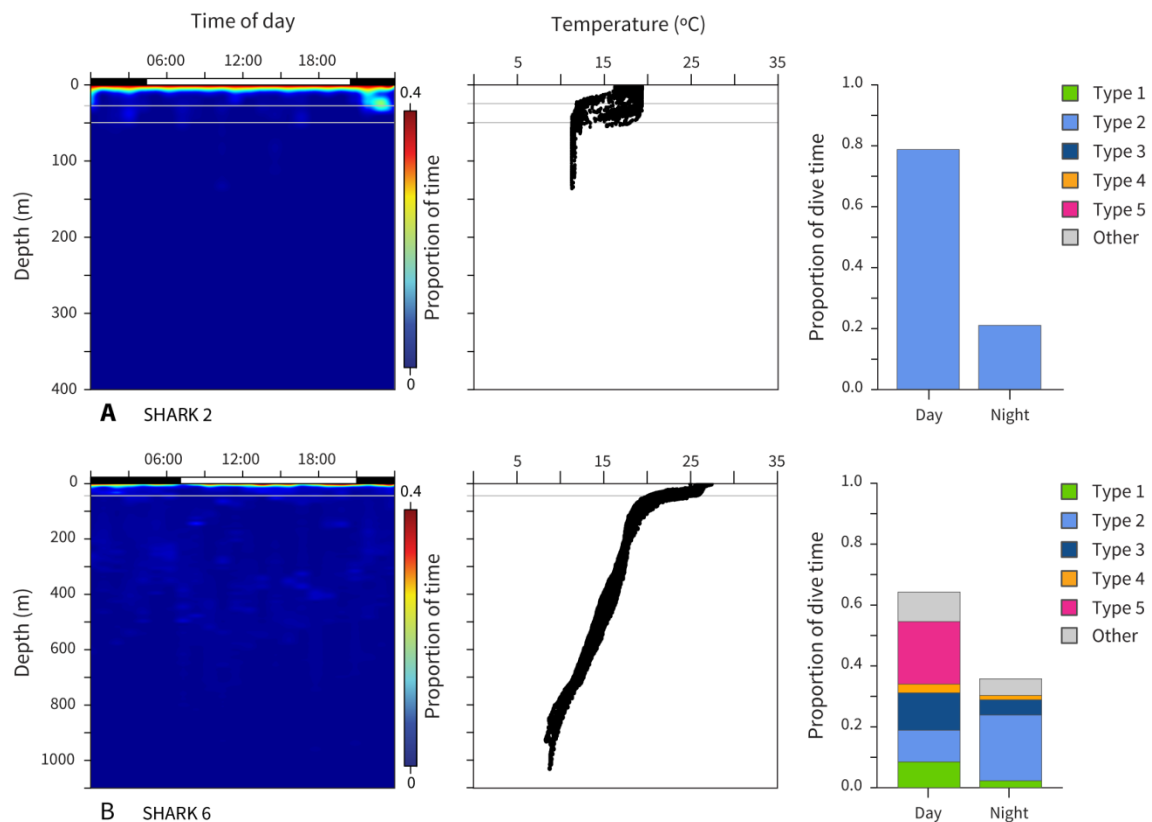 Time of day
Temperature (ºC)
06:00 12:00 18:00
5 15 25 35
0
100
200
300
400
Depth (m)
0.4
0
Proportion of time
1.0
0.8
0.6
0.4
0.2
0.0
Proportion of dive time
Day Night
Type 1
Type 2
Type 3
Type 4
Type 5
Other
A SHARK 2
06:00 12:00 18:00
5 15 25 35
0
200
400
600
800
1000
Depth (m)
0.4
0
Proportion of time
1.0
0.8
0.6
0.4
0.2
0.0
Proportion of dive time
Day Night
Type 1
Type 2
Type 3
Type 4
Type 5
Other
B SHARK 6